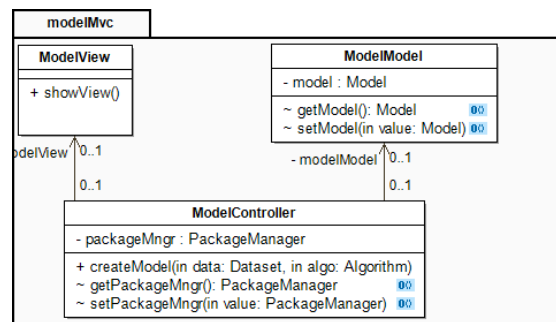 modelMvc
ModelView
+ showView()
ModelModel
- model : Model
~ getModel(): Model
~ setModel(in value: Model)
0..1
- modelModel
0..1
0..1
0..1
ModelController
- packageMngr : PackageManager
+ createModel(in data: Dataset, in algo: Algorithm)
~ getPackageMngr(): PackageManager
~ setPackageMngr(in value: PackageManager)